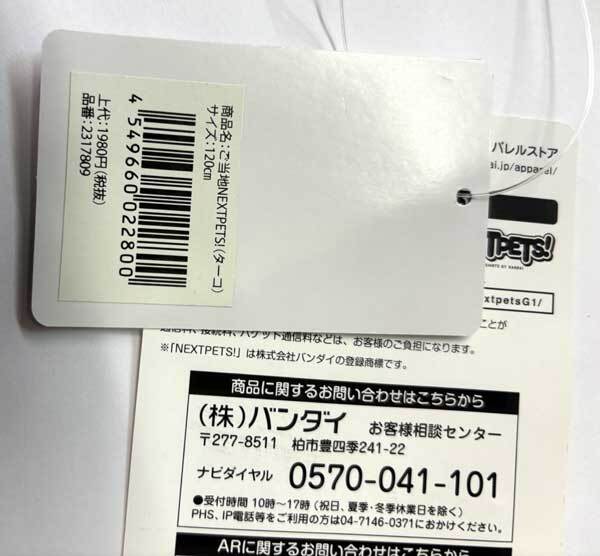 商品名：ご当地NEXTPETS!（ターコ）
サイズ：120cm
4 549660 022800
上代：1980円（税抜）
品番：2317809
パレルストア
ai.jp/apparel/
XTPETS!
extpetsG1/
通信料、接続料、パケット通信料などは、お客様のご負担になります。
ことが
※「NEXTPETS!」は株式会社バンダイの登録商標です。
商品に関するお問い合わせはこちらから
（株）バンダイ お客様相談センター
〒277-8511 柏市豊四季241-22
ナビダイヤル 0570-041-101
●受付時間 10時～17時（祝日、夏季・冬季休業日を除く）
PHS、IP電話等をご利用の方は04-7146-0371におかけください。
ARに関するお問い合わせはこちらから